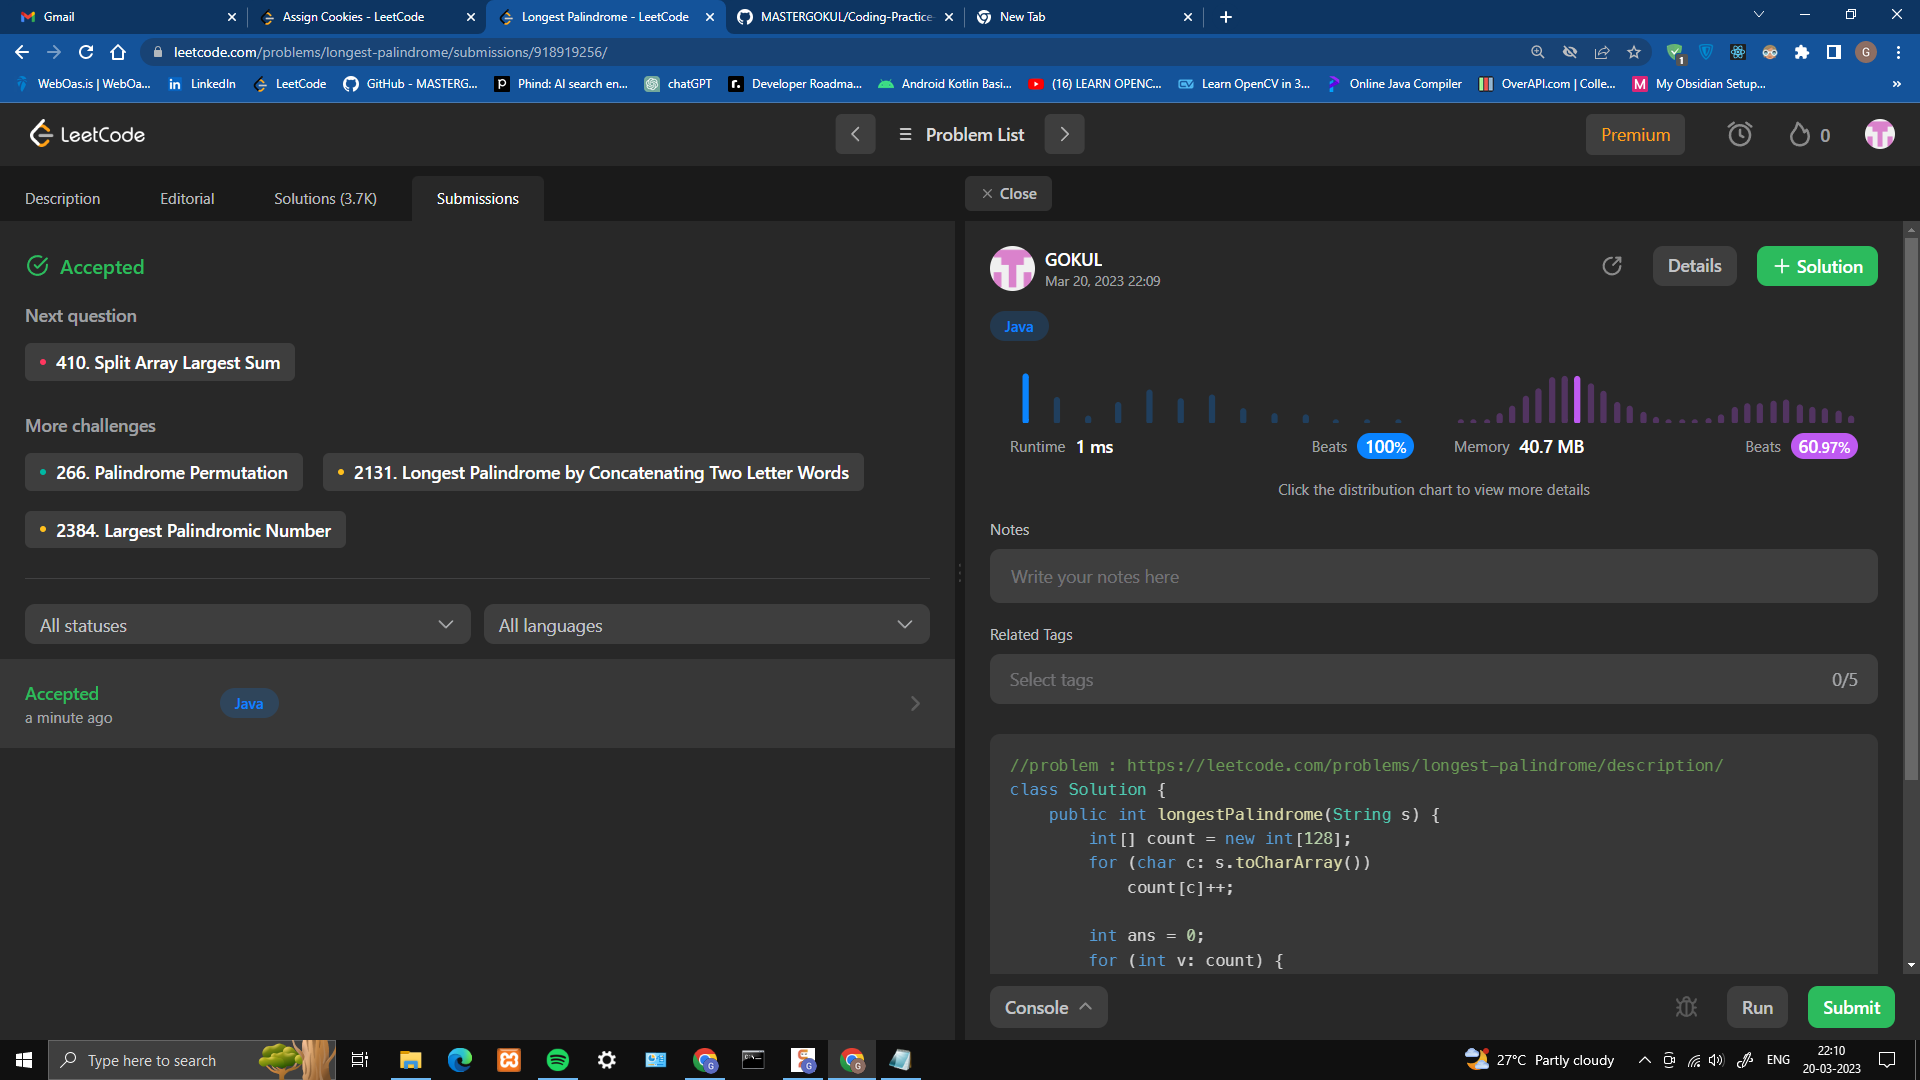 Gmail
Assign Cookies - LeetCode
Longest Palindrome - LeetCode
MASTERGOKUL/Coding-Practice-
New Tab
leetcode.com/problems/longest-palindrome/submissions/918919256/
1
G
WebOas.is | WebOa...
LinkedIn
LeetCode
GitHub - MASTERG...
Phind: AI search en...
chatGPT
Developer Roadma...
Android Kotlin Basi...
(16) LEARN OPENC...
Learn OpenCV in 3...
Online Java Compiler
OverAPI.com | Colle...
My Obsidian Setup...
»
LeetCode
Problem List
Premium
0
Description
Editorial
Solutions (3.7K)
Submissions
Close
Accepted
Next question
410. Split Array Largest Sum
More challenges
266. Palindrome Permutation
2131. Longest Palindrome by Concatenating Two Letter Words
2384. Largest Palindromic Number
All statuses
All languages
Accepted
a minute ago
Java
GOKUL
Mar 20, 2023 22:09
Details
+ Solution
Java
Runtime 1 ms
Beats 100%
Memory 40.7 MB
Beats 60.97%
Click the distribution chart to view more details
Notes
Write your notes here
Related Tags
Select tags
0/5
//problem : https://leetcode.com/problems/longest-palindrome/description/
class Solution {
public int longestPalindrome(String s) {
int[] count = new int[128];
for (char c: s.toCharArray())
count[c]++;
int ans = 0;
for (int v: count) {
Console
Run
Submit
Type here to search
27°C Partly cloudy
ENG
22:10
20-03-2023